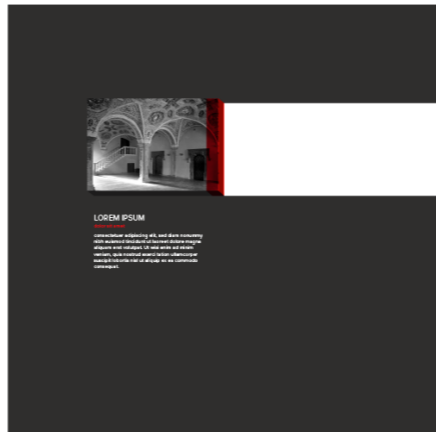 LOREM IPSUM
consectetuer adipiscing elit, sed diam nonummy
nibh euismod tincidunt ut laoreet dolore magna
aliquam erat volutpat. Ut wisi enim ad minim
veniam, quis nostrud exerci tation ullamcorper
suscipit lobortis nisl ut aliquip ex ea commodo
consequat.